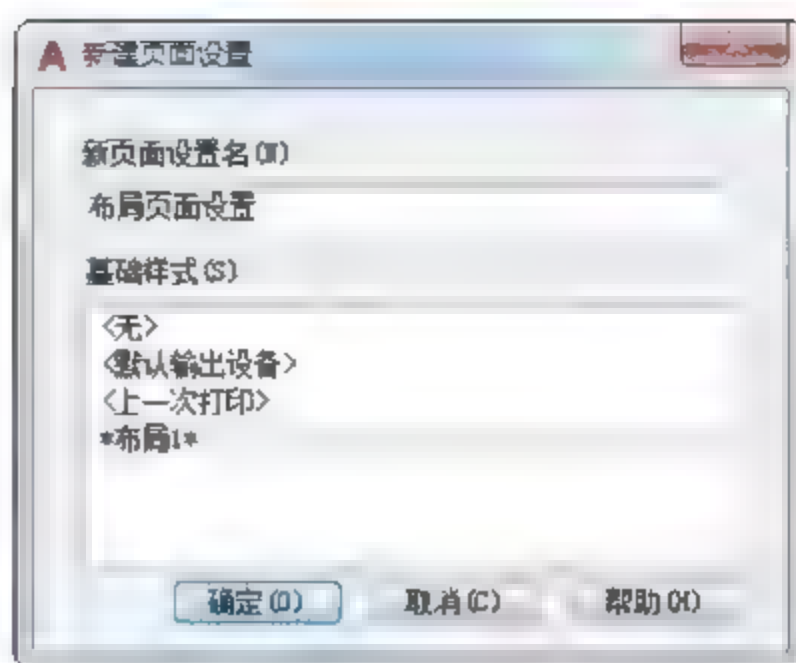 新建页面设置
新页面设置名(N)
布局页面设置
基础样式(S)
<无>
<默认输出设备>
<上一次打印>
*布局1*
确定(O) 取消(C) 帮助(H)